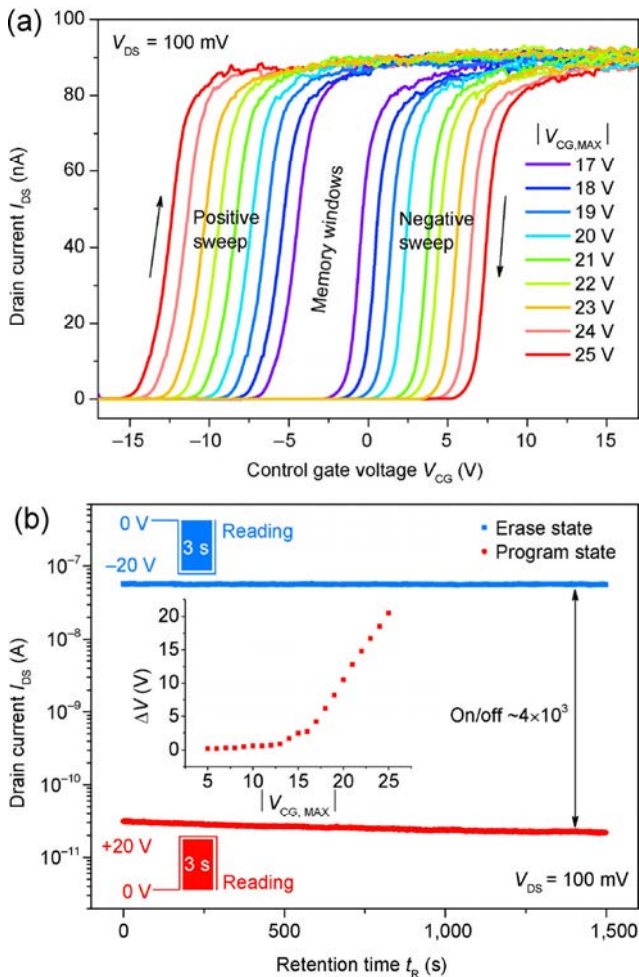 (a)
V_DS = 100 mV
100
80
60
40
20
0
Drain current I_DS (nA)
Positive
sweep
Memory windows
Negative
sweep
|V_CG,MAX|
17 V
18 V
19 V
20 V
21 V
22 V
23 V
24 V
25 V
−15 −10 −5 0 5 10 15
Control gate voltage V_CG (V)
(b)
0 V
−20 V
3 s
Reading
Erase state
Program state
10⁻⁷
10⁻⁸
10⁻⁹
10⁻¹⁰
10⁻¹¹
Drain current I_DS (A)
20
15
10
5
0
ΔV (V)
5 10 15 20 25
|V_CG, MAX|
On/off ~4×10³
+20 V
0 V
3 s
Reading
V_DS = 100 mV
0 500 1,000 1,500
Retention time t_R (s)